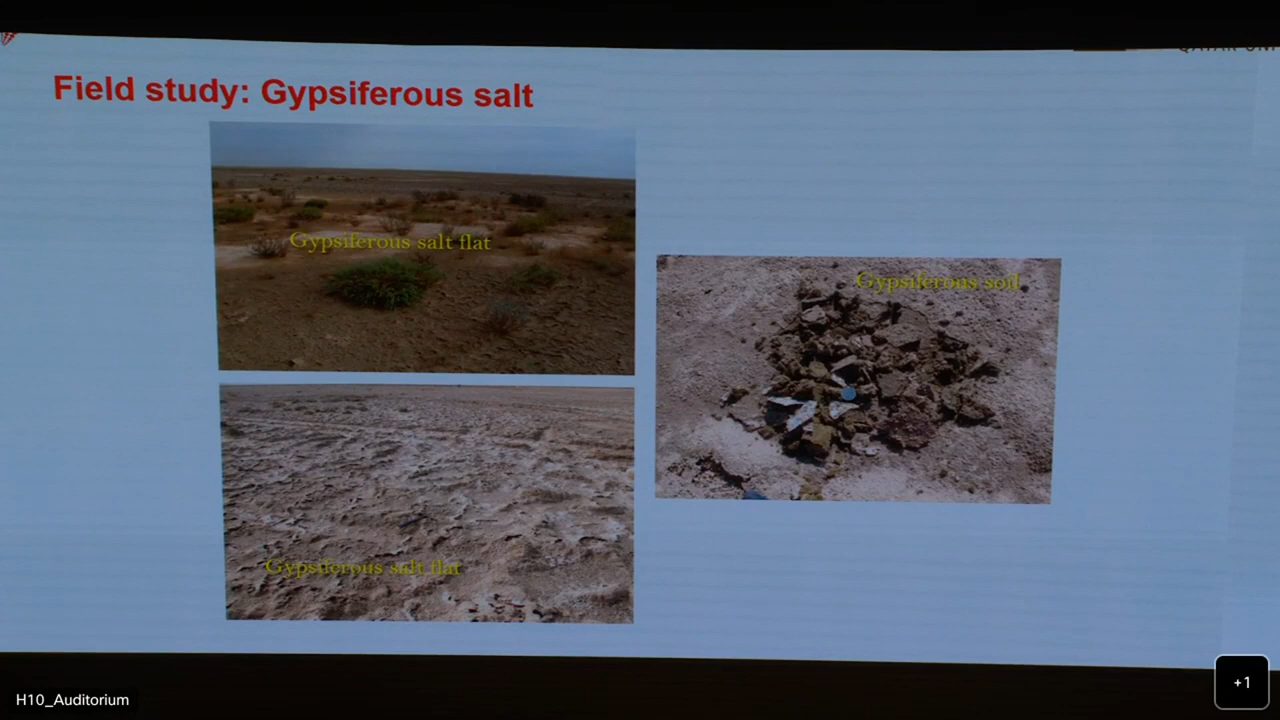 Field study: Gypsiferous salt
Gypsiferous salt flat
Gypsiferous soil
Gypsiferous salt flat
H10_Auditorium
+1